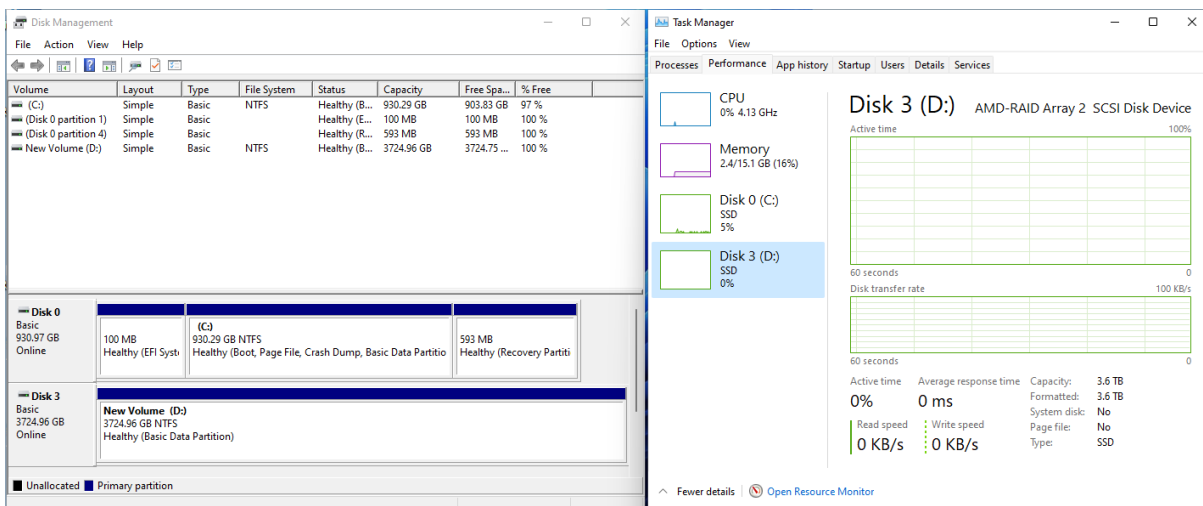 Disk Management
File Action View Help
Volume Layout Type File System Status Capacity Free Spa... % Free
(C:) Simple Basic NTFS Healthy (B... 930.29 GB 903.83 GB 97 %
(Disk 0 partition 1) Simple Basic Healthy (E... 100 MB 100 MB 100 %
(Disk 0 partition 4) Simple Basic Healthy (R... 593 MB 593 MB 100 %
New Volume (D:) Simple Basic NTFS Healthy (B... 3724.96 GB 3724.75 ... 100 %
Disk 0
Basic
930.97 GB
Online
100 MB
Healthy (EFI Syst
(C:)
930.29 GB NTFS
Healthy (Boot, Page File, Crash Dump, Basic Data Partitio
593 MB
Healthy (Recovery Partiti
Disk 3
Basic
3724.96 GB
Online
New Volume (D:)
3724.96 GB NTFS
Healthy (Basic Data Partition)
Unallocated Primary partition
Task Manager
File Options View
Processes Performance App history Startup Users Details Services
CPU
0% 4.13 GHz
Memory
2.4/15.1 GB (16%)
Disk 0 (C:)
SSD
5%
Disk 3 (D:)
SSD
0%
Disk 3 (D:) AMD-RAID Array 2 SCSI Disk Device
Active time 100%
60 seconds 0
Disk transfer rate 100 KB/s
60 seconds 0
Active time Average response time
0% 0 ms
Read speed Write speed
0 KB/s 0 KB/s
Capacity: 3.6 TB
Formatted: 3.6 TB
System disk: No
Page file: No
Type: SSD
Fewer details Open Resource Monitor